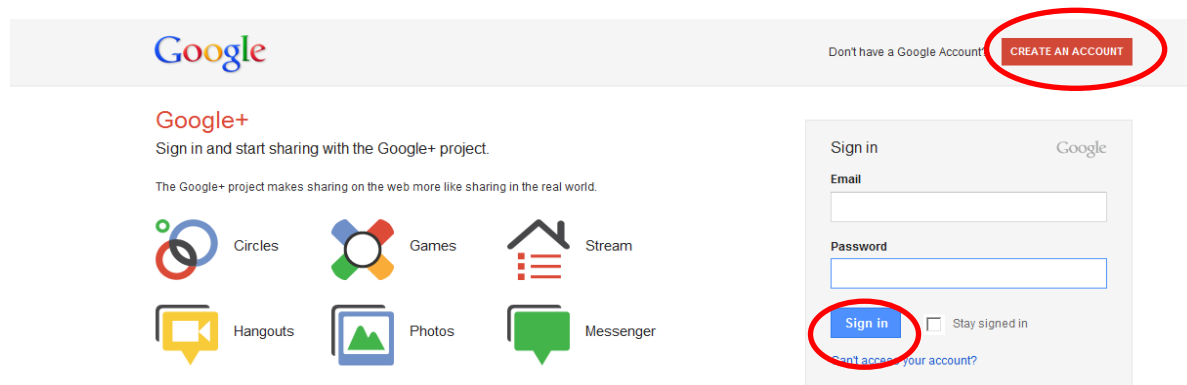 Google
Don't have a Google Account?
CREATE AN ACCOUNT
Google+
Sign in and start sharing with the Google+ project.
The Google+ project makes sharing on the web more like sharing in the real world.
Circles
Games
Stream
Hangouts
Photos
Messenger
Sign in
Google
Email
Password
Sign in
Stay signed in
Can't access your account?